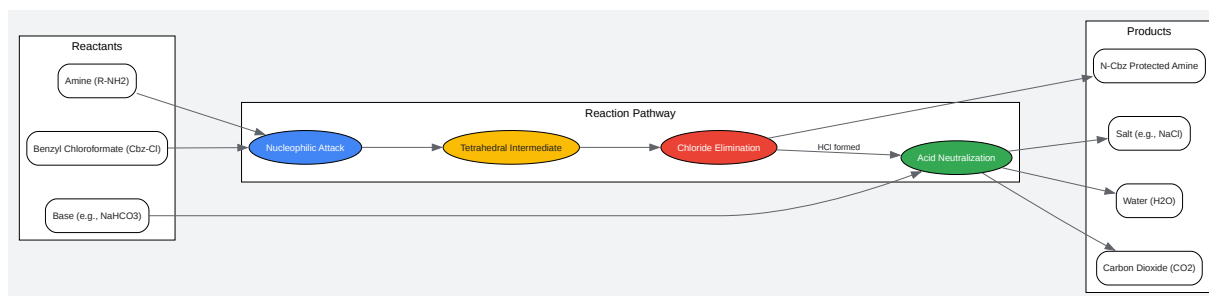 Reactants
Amine (R-NH2)
Benzyl Chloroformate (Cbz-Cl)
Base (e.g., NaHCO3)
Reaction Pathway
Nucleophilic Attack
Tetrahedral Intermediate
Chloride Elimination
HCl formed
Acid Neutralization
Products
N-Cbz Protected Amine
Salt (e.g., NaCl)
Water (H2O)
Carbon Dioxide (CO2)